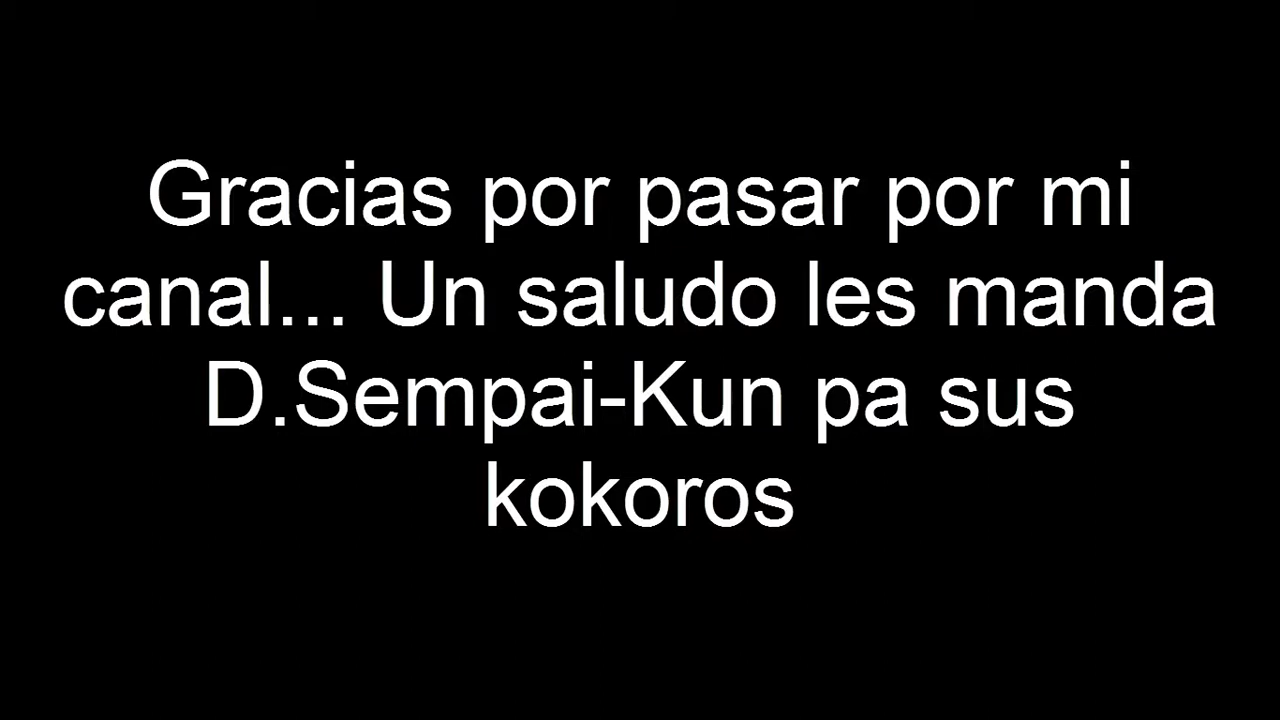 Gracias por pasar por mi
canal... Un saludo les manda
D.Sempai-Kun pa sus
kokoros